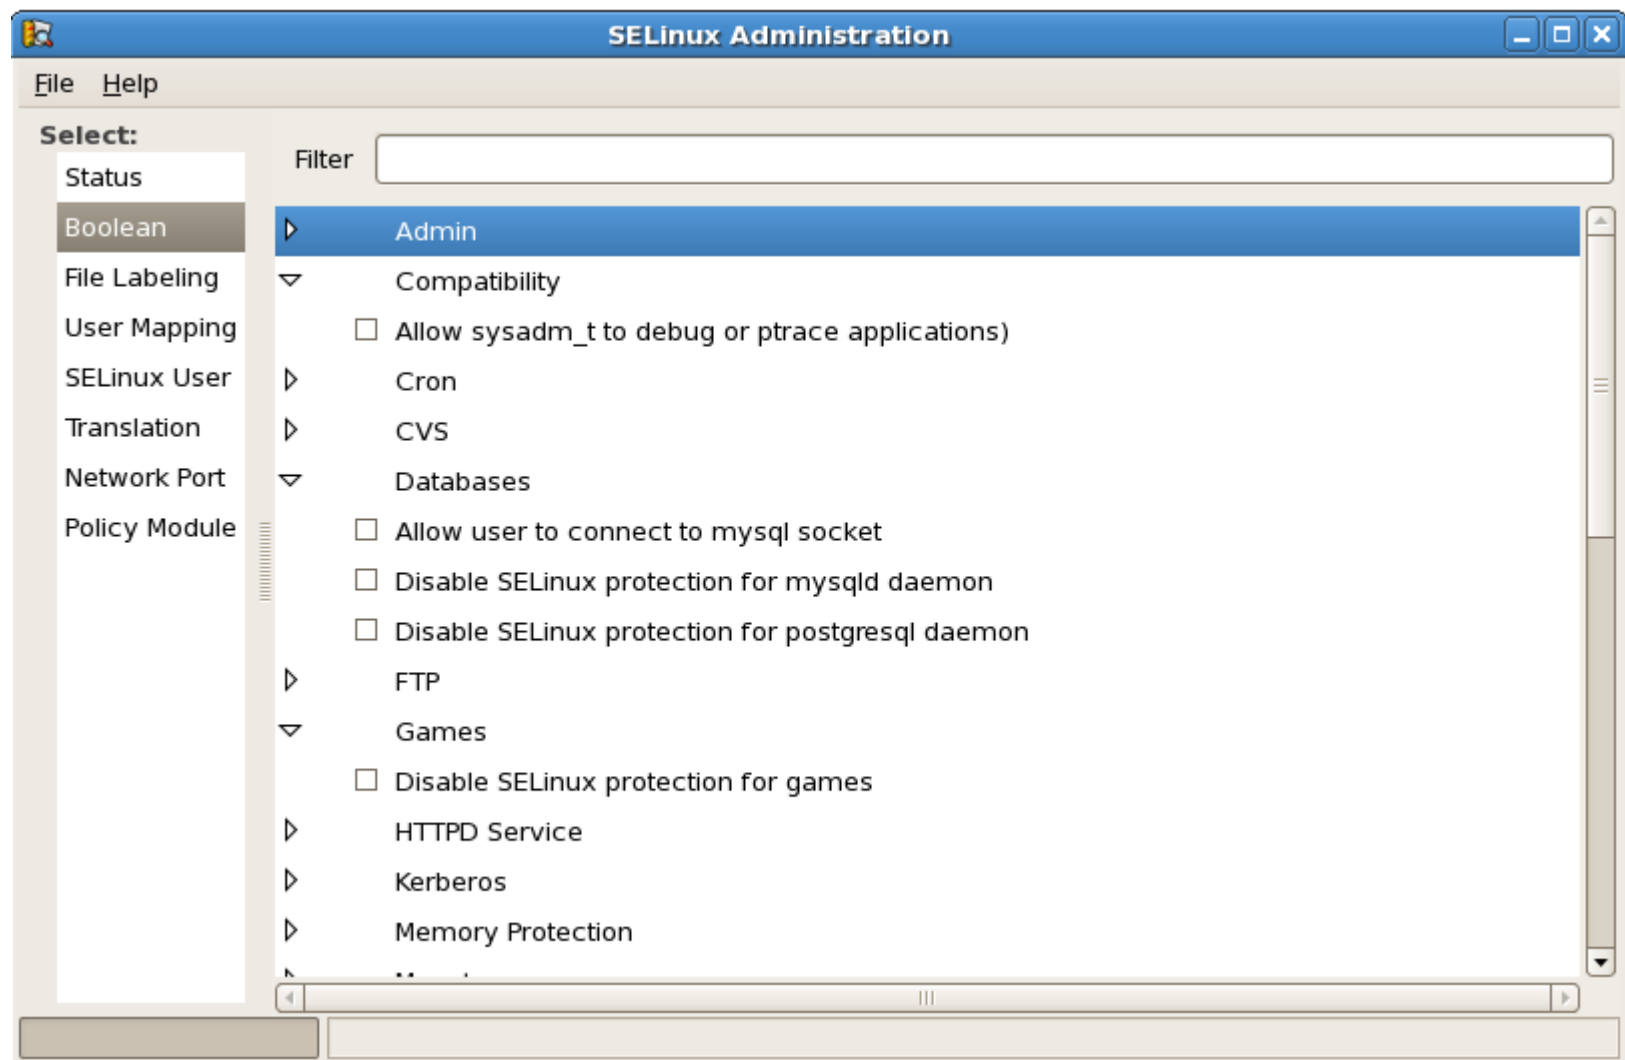 SELinux Administration
File Help
Select:
Status
Boolean
File Labeling
User Mapping
SELinux User
Translation
Network Port
Policy Module
Filter
Admin
Compatibility
Allow sysadm_t to debug or ptrace applications)
Cron
CVS
Databases
Allow user to connect to mysql socket
Disable SELinux protection for mysqld daemon
Disable SELinux protection for postgresql daemon
FTP
Games
Disable SELinux protection for games
HTTPD Service
Kerberos
Memory Protection